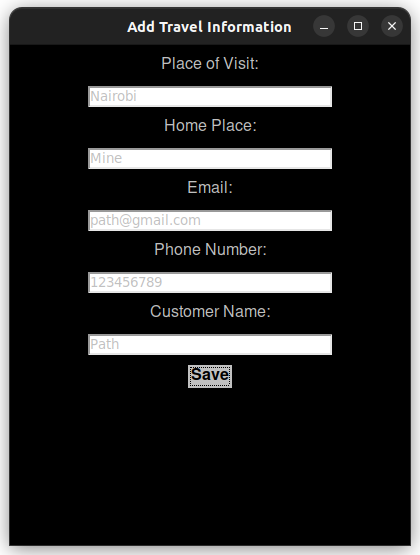 Add Travel Information
Place of Visit:
Nairobi
Home Place:
Mine
Email:
path@gmail.com
Phone Number:
123456789
Customer Name:
Path
Save